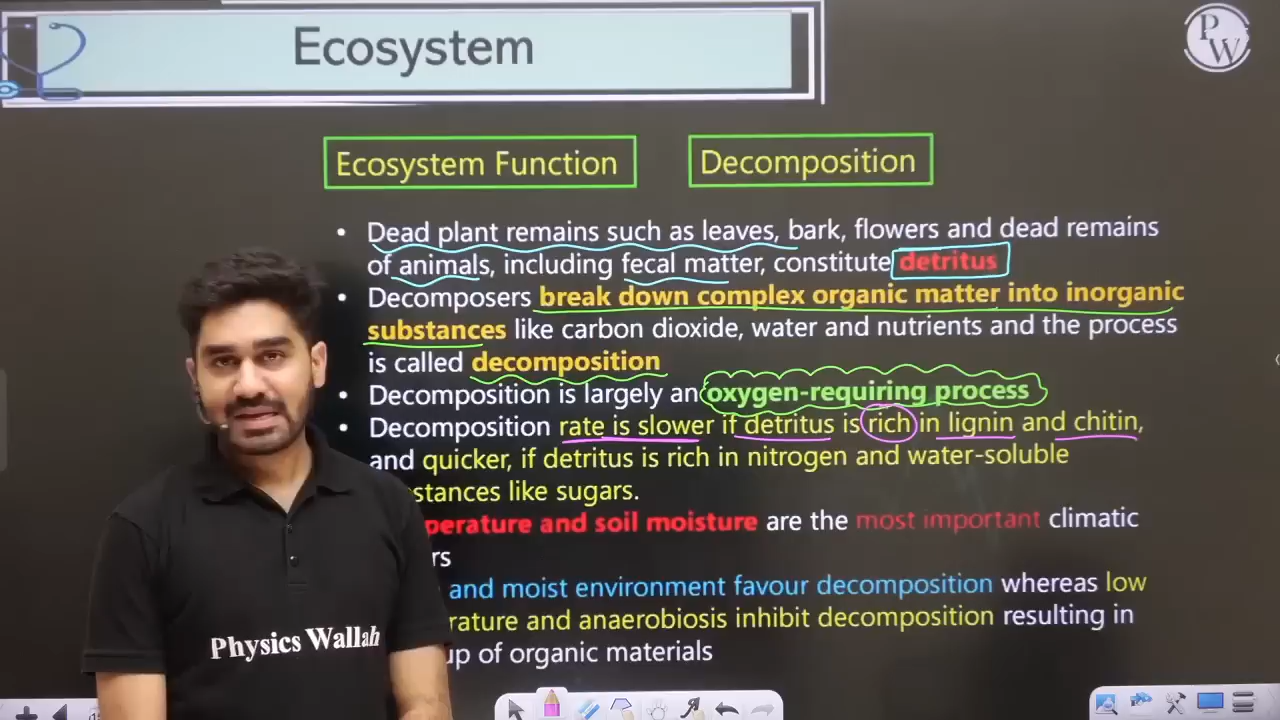 Ecosystem
P
W
Ecosystem Function
Decomposition
• Dead plant remains such as leaves, bark, flowers and dead remains
of animals, including fecal matter, constitute detritus
• Decomposers break down complex organic matter into inorganic
substances like carbon dioxide, water and nutrients and the process
is called decomposition
• Decomposition is largely an oxygen-requiring process
• Decomposition rate is slower if detritus is rich in lignin and chitin,
and quicker, if detritus is rich in nitrogen and water-soluble
stances like sugars.
perature and soil moisture are the most important climatic
rs
and moist environment favour decomposition whereas low
rature and anaerobiosis inhibit decomposition resulting in
up of organic materials
Physics Wallah